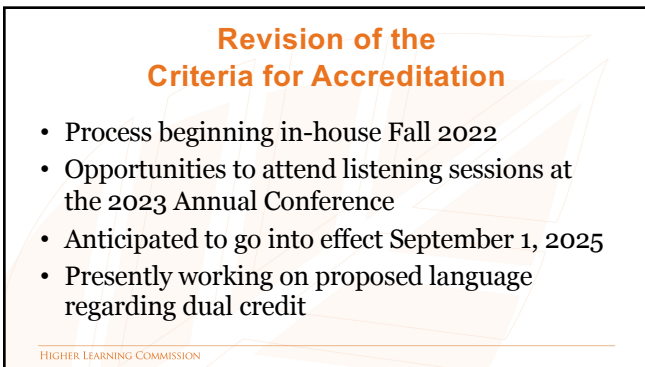 Revision of the
Criteria for Accreditation
• Process beginning in-house Fall 2022
• Opportunities to attend listening sessions at
the 2023 Annual Conference
• Anticipated to go into effect September 1, 2025
• Presently working on proposed language
regarding dual credit
HIGHER LEARNING COMMISSION